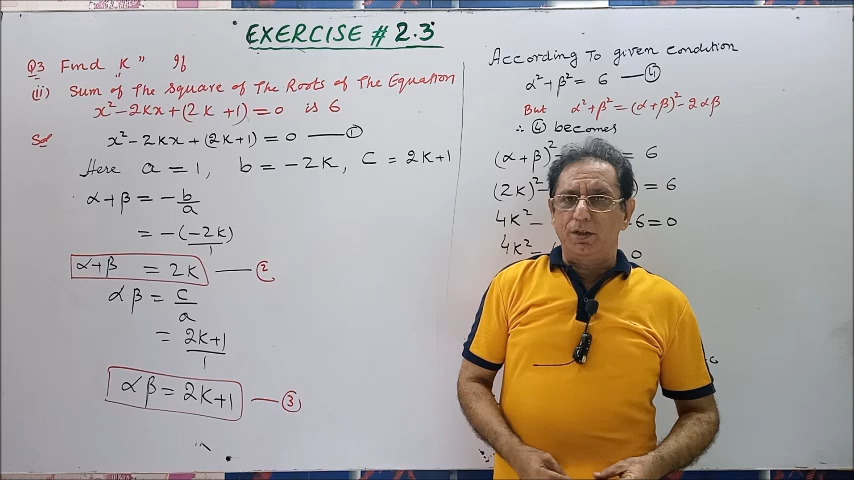 EXERCISE # 2.3
Q3 Find "K" If
(ii) Sum of The Square of The Roots of The Equation
x²-2Kx+(2K+1)=0 is 6
Sol x²-2Kx+(2K+1)=0 —①
Here a = 1, b = -2K, C = 2K+1
α+β = -b/a
= -(-2K)/1
α+β = 2K —②
αβ = C/a
= 2K+1/1
αβ = 2K+1 —③
According To given condition
α²+β² = 6 —④
But α²+β² = (α+β)²-2αβ
∴ ④ becomes
(α+β)² = 6
(2K)²- ) = 6
4K²- -6=0
4K²- 0